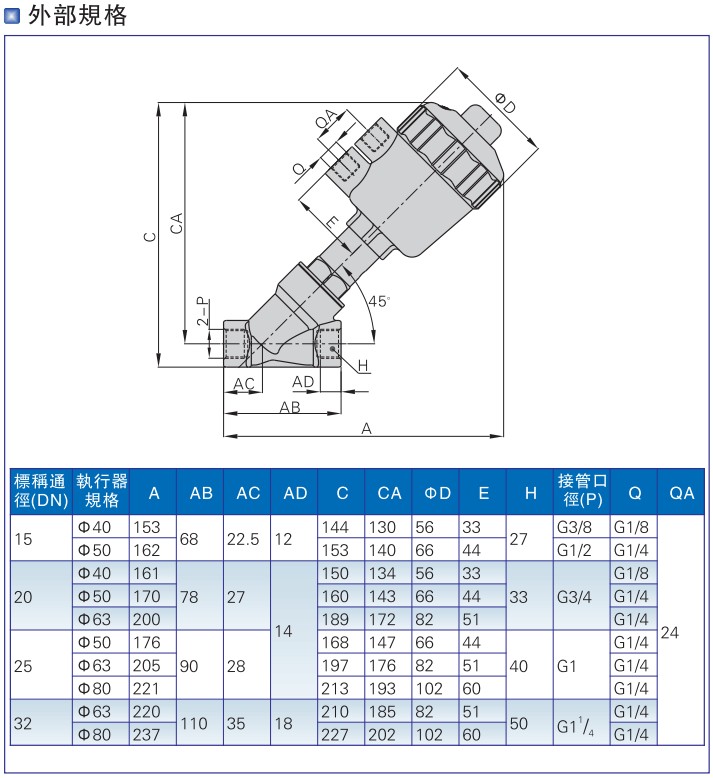 外部規格
ΦD
QA
Q
C
CA
E
45°
2-P
H
AC
AD
AB
A
標稱通徑(DN) 執行器規格 A AB AC AD C CA ΦD E H 接管口徑(P) Q QA
15 Φ40 153 68 22.5 12 144 130 56 33 27 G3/8 G1/8 24
Φ50 162 153 140 66 44 G1/2 G1/4
20 Φ40 161 78 27 14 150 134 56 33 33 G3/4 G1/8
Φ50 170 160 143 66 44 G1/4
Φ63 200 189 172 82 51 G1/4
25 Φ50 176 90 28 168 147 66 44 40 G1 G1/4
Φ63 205 197 176 82 51 G1/4
Φ80 221 213 193 102 60 G1/4
32 Φ63 220 110 35 18 210 185 82 51 50 G1 1/4 G1/4
Φ80 237 227 202 102 60 G1/4